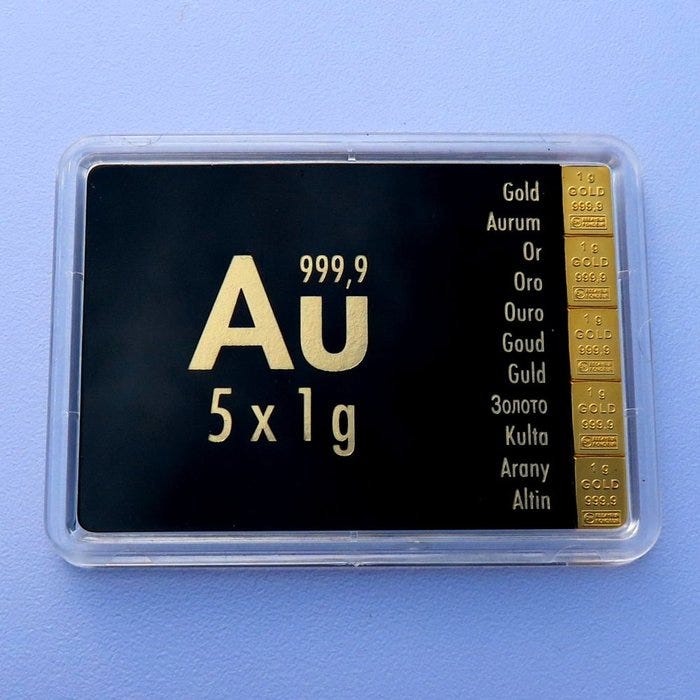 999,9
Au
5 x 1 g
Gold
Aurum
Or
Oro
Ouro
Goud
Guld
Золото
Kulta
Arany
Altin
1 g
GOLD
999,9
1 g
GOLD
999,9
1 g
GOLD
999,9
1 g
GOLD
999,9
1 g
GOLD
999,9